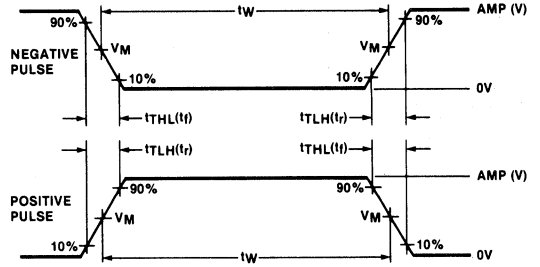 tW AMP (V)
90% 90%
VM VM
NEGATIVE
PULSE
10% 10%
0V
tTHL(tf) tTLH(tr)
tTLH(tr) tTHL(tf)
AMP (V)
90% 90%
POSITIVE
PULSE
VM VM
10% 10%
tW 0V